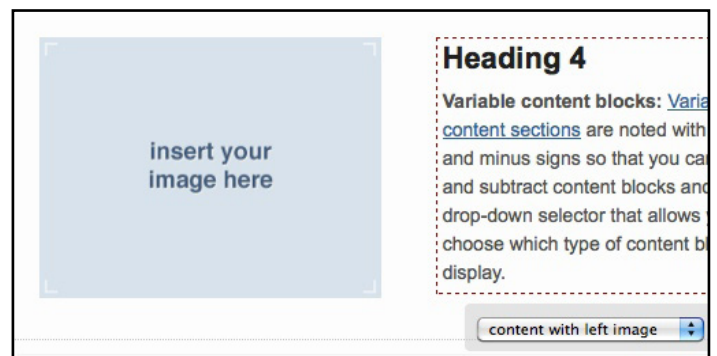 insert your
image here
Heading 4
Variable content blocks: Varia
content sections are noted with
and minus signs so that you ca
and subtract content blocks and
drop-down selector that allows
choose which type of content bl
display.
content with left image